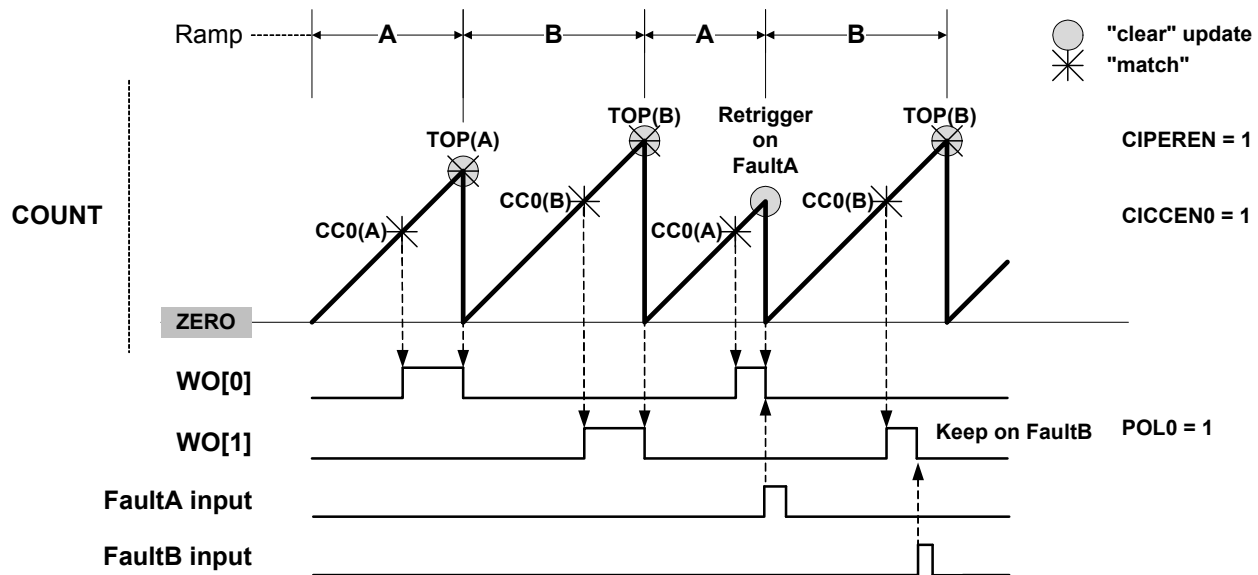 Ramp
A
B
A
B
"clear" update
"match"
TOP(A)
TOP(B)
Retrigger
on
FaultA
TOP(B)
CIPEREN = 1
COUNT
CC0(A)
CC0(B)
CC0(A)
CC0(B)
CICCEN0 = 1
ZERO
WO[0]
WO[1]
Keep on FaultB
POL0 = 1
FaultA input
FaultB input